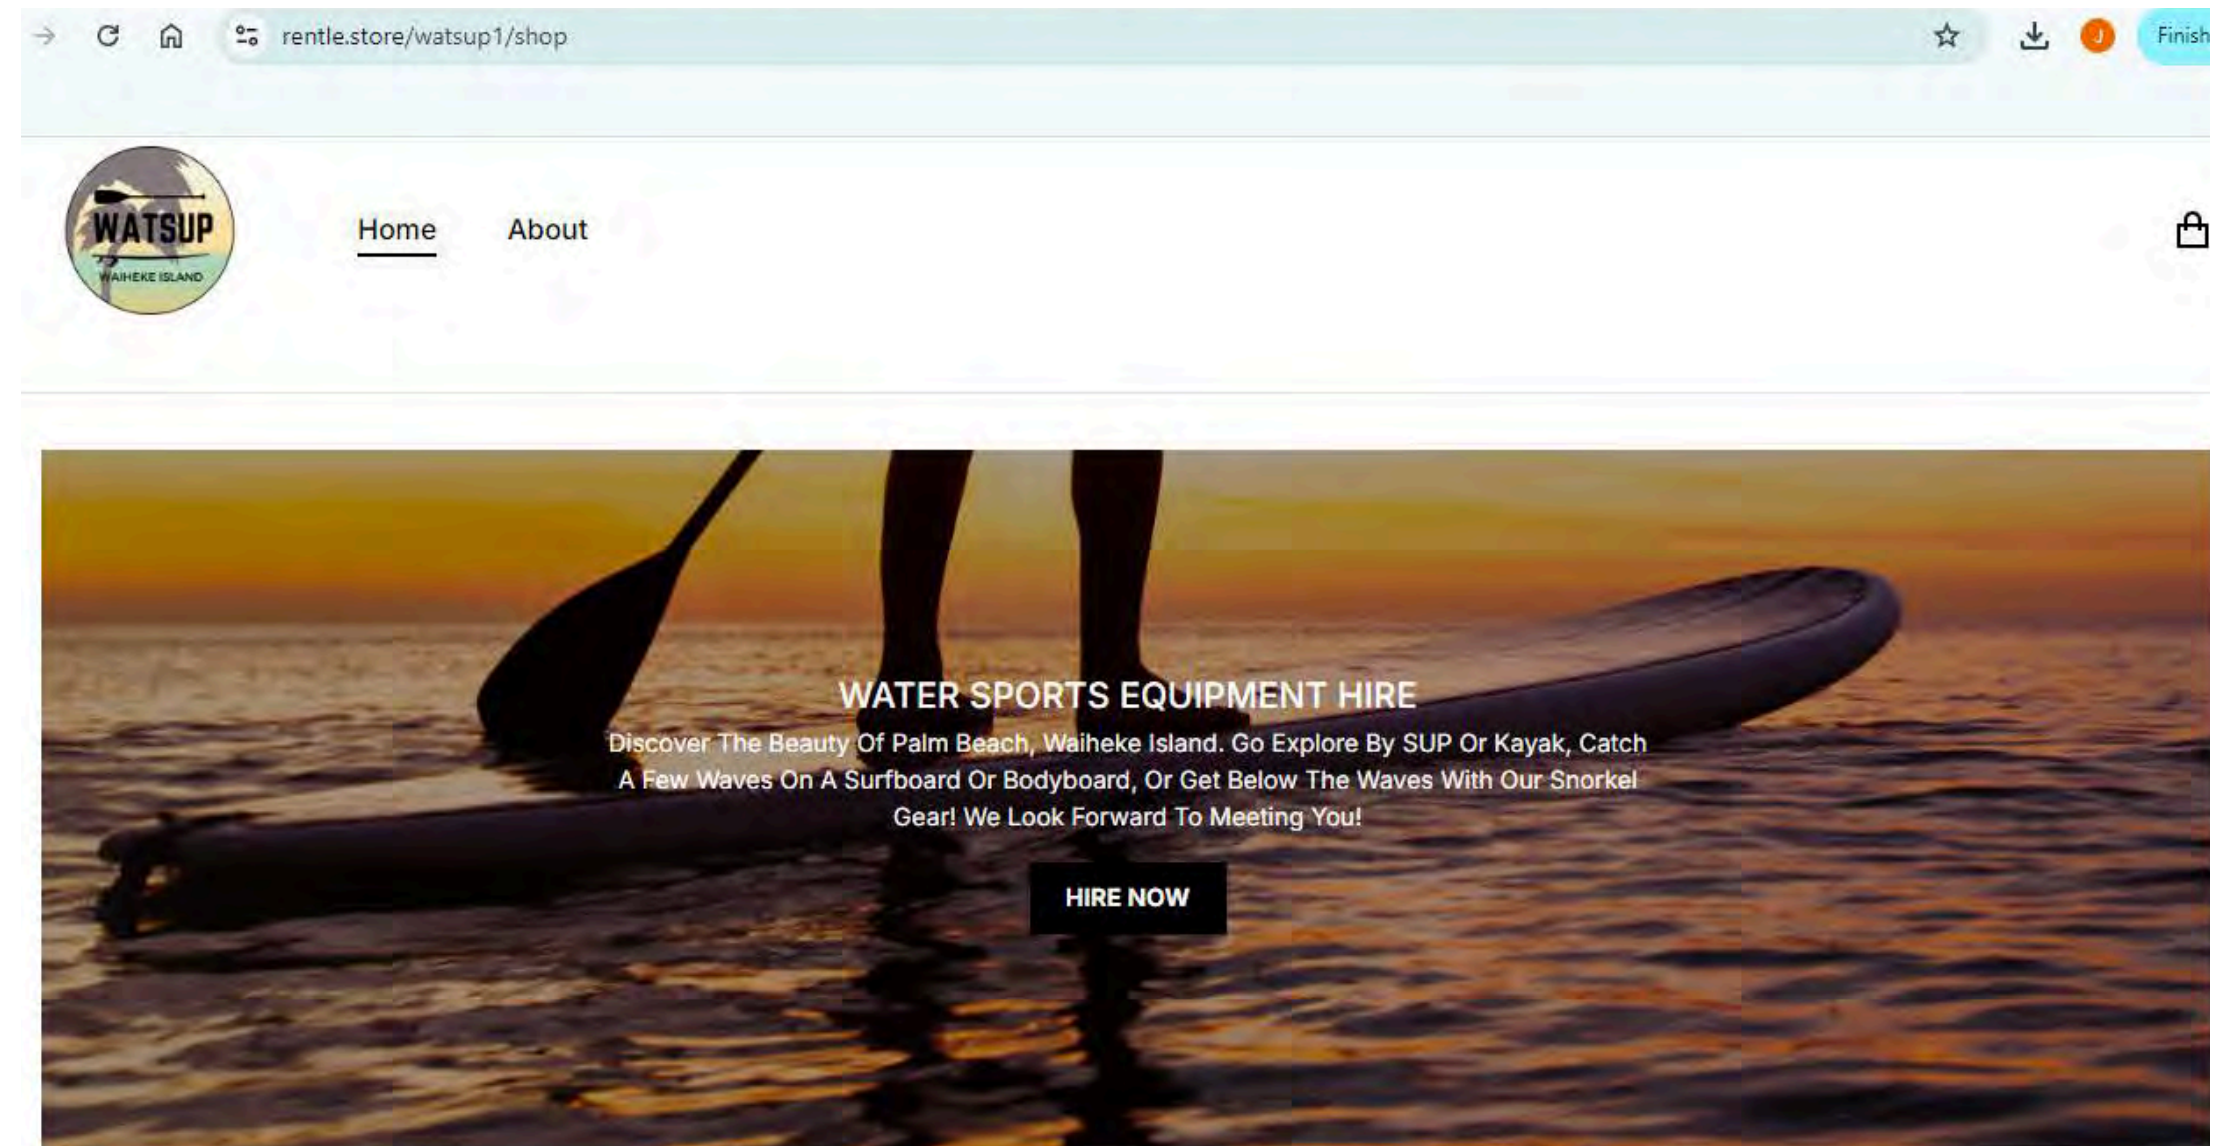 rentle.store/watsup1/shop
J
Finish
WATSUP
WAIHEKE ISLAND
Home
About
WATER SPORTS EQUIPMENT HIRE
Discover The Beauty Of Palm Beach, Waiheke Island. Go Explore By SUP Or Kayak, Catch
A Few Waves On A Surfboard Or Bodyboard, Or Get Below The Waves With Our Snorkel
Gear! We Look Forward To Meeting You!
HIRE NOW